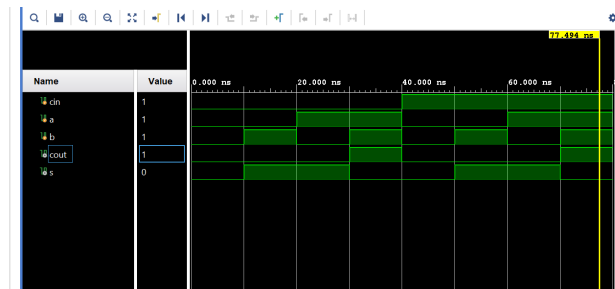 77.494 ns
Name Value
0.000 ns 20.000 ns 40.000 ns 60.000 ns
cin 1
a 1
b 1
cout 1
s 0